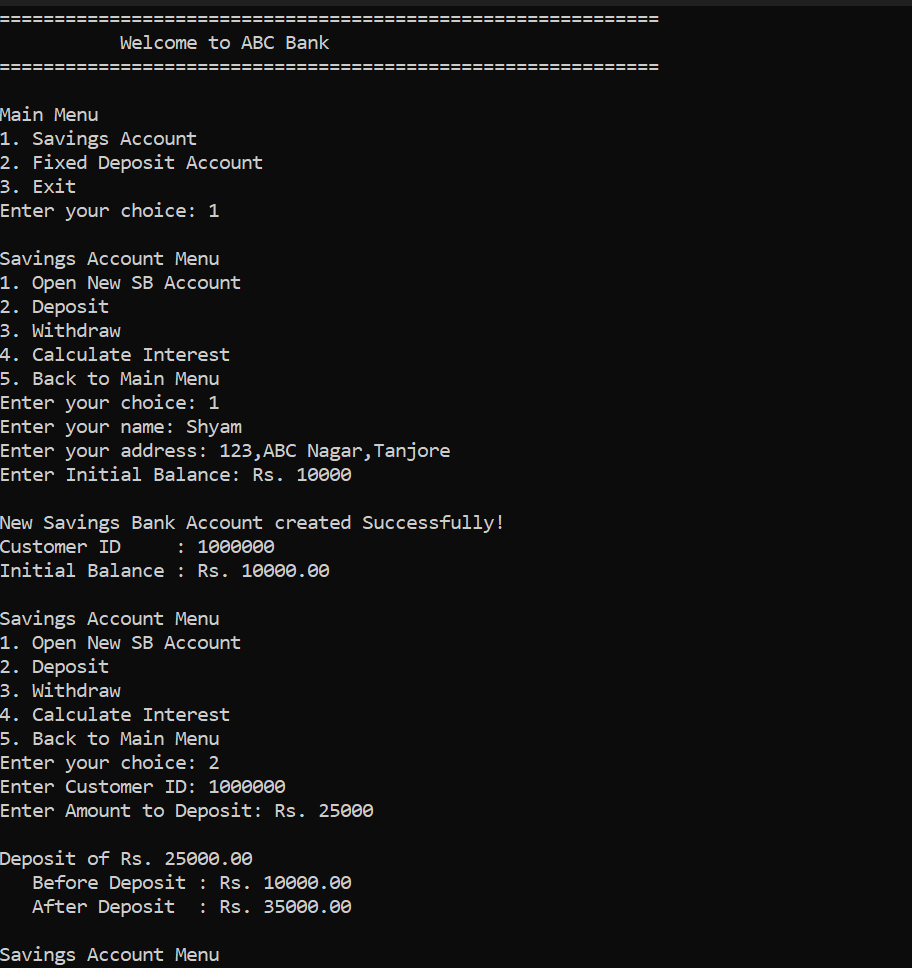 ============================================================
Welcome to ABC Bank
============================================================
Main Menu
1. Savings Account
2. Fixed Deposit Account
3. Exit
Enter your choice: 1
Savings Account Menu
1. Open New SB Account
2. Deposit
3. Withdraw
4. Calculate Interest
5. Back to Main Menu
Enter your choice: 1
Enter your name: Shyam
Enter your address: 123,ABC Nagar,Tanjore
Enter Initial Balance: Rs. 10000
New Savings Bank Account created Successfully!
Customer ID     : 1000000
Initial Balance : Rs. 10000.00
Savings Account Menu
1. Open New SB Account
2. Deposit
3. Withdraw
4. Calculate Interest
5. Back to Main Menu
Enter your choice: 2
Enter Customer ID: 1000000
Enter Amount to Deposit: Rs. 25000
Deposit of Rs. 25000.00
   Before Deposit : Rs. 10000.00
   After Deposit  : Rs. 35000.00
Savings Account Menu